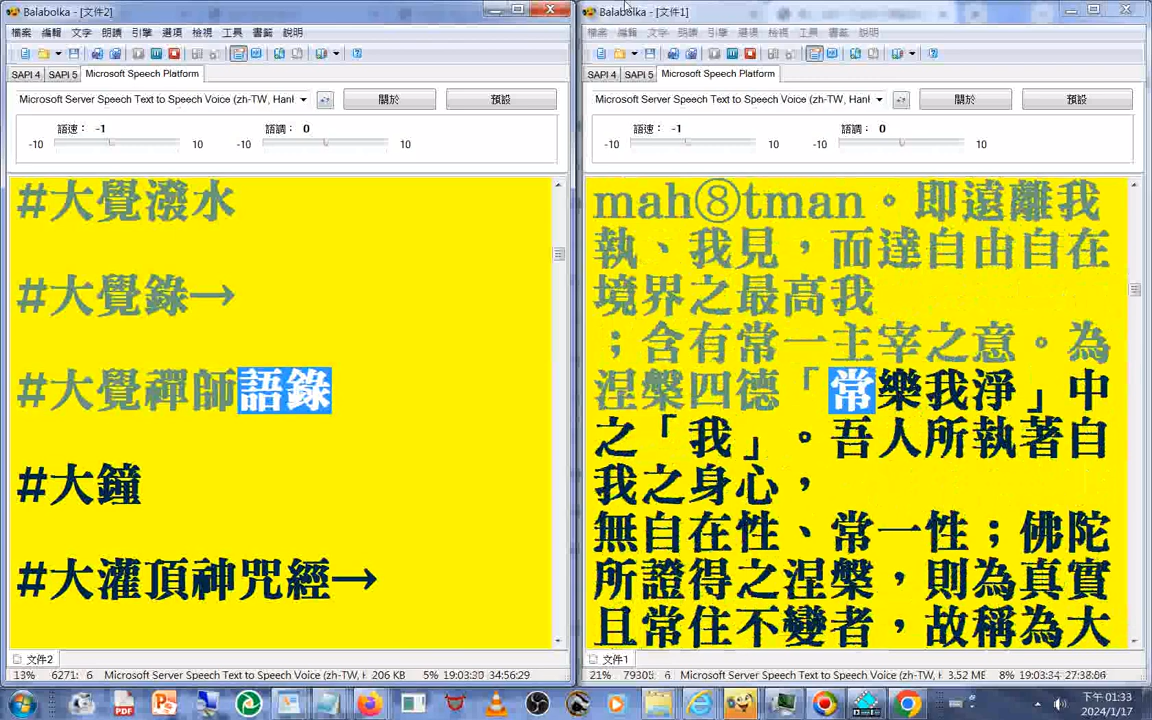 Balabolka - [文件2]
檔案 編輯 文字 朗讀 引擎 選項 檢視 工具 書籤 說明
SAPI 4 SAPI 5 Microsoft Speech Platform
Microsoft Server Speech Text to Speech Voice (zh-TW, Hanl
關於 預設
語速： -1 語調： 0
-10 10 -10 10
#大覺潑水
#大覺錄→
#大覺禪師語錄
#大鐘
#大灌頂神咒經→
文件2
13% 6271: 6 Microsoft Server Speech Text to Speech Voice (zh-TW, H 206 KB 5% 19:03:30 34:56:29
Balabolka - [文件1]
檔案 編輯 文字 朗讀 引擎 選項 檢視 工具 書籤 說明
SAPI 4 SAPI 5 Microsoft Speech Platform
Microsoft Server Speech Text to Speech Voice (zh-TW, Hanl
關於 預設
語速： -1 語調： 0
-10 10 -10 10
mah⑧tman。即遠離我
執、我見，而達自由自在
境界之最高我
；含有常一主宰之意。為
涅槃四德「常樂我淨」中
之「我」。吾人所執著自
我之身心，
無自在性、常一性；佛陀
所證得之涅槃，則為真實
且常住不變者，故稱為大
文件1
21% 79305: 6 Microsoft Server Speech Text to Speech Voice (zh-TW, H 3.52 MB 8% 19:03:34 27:38:06
下午 01:33
2024/1/17